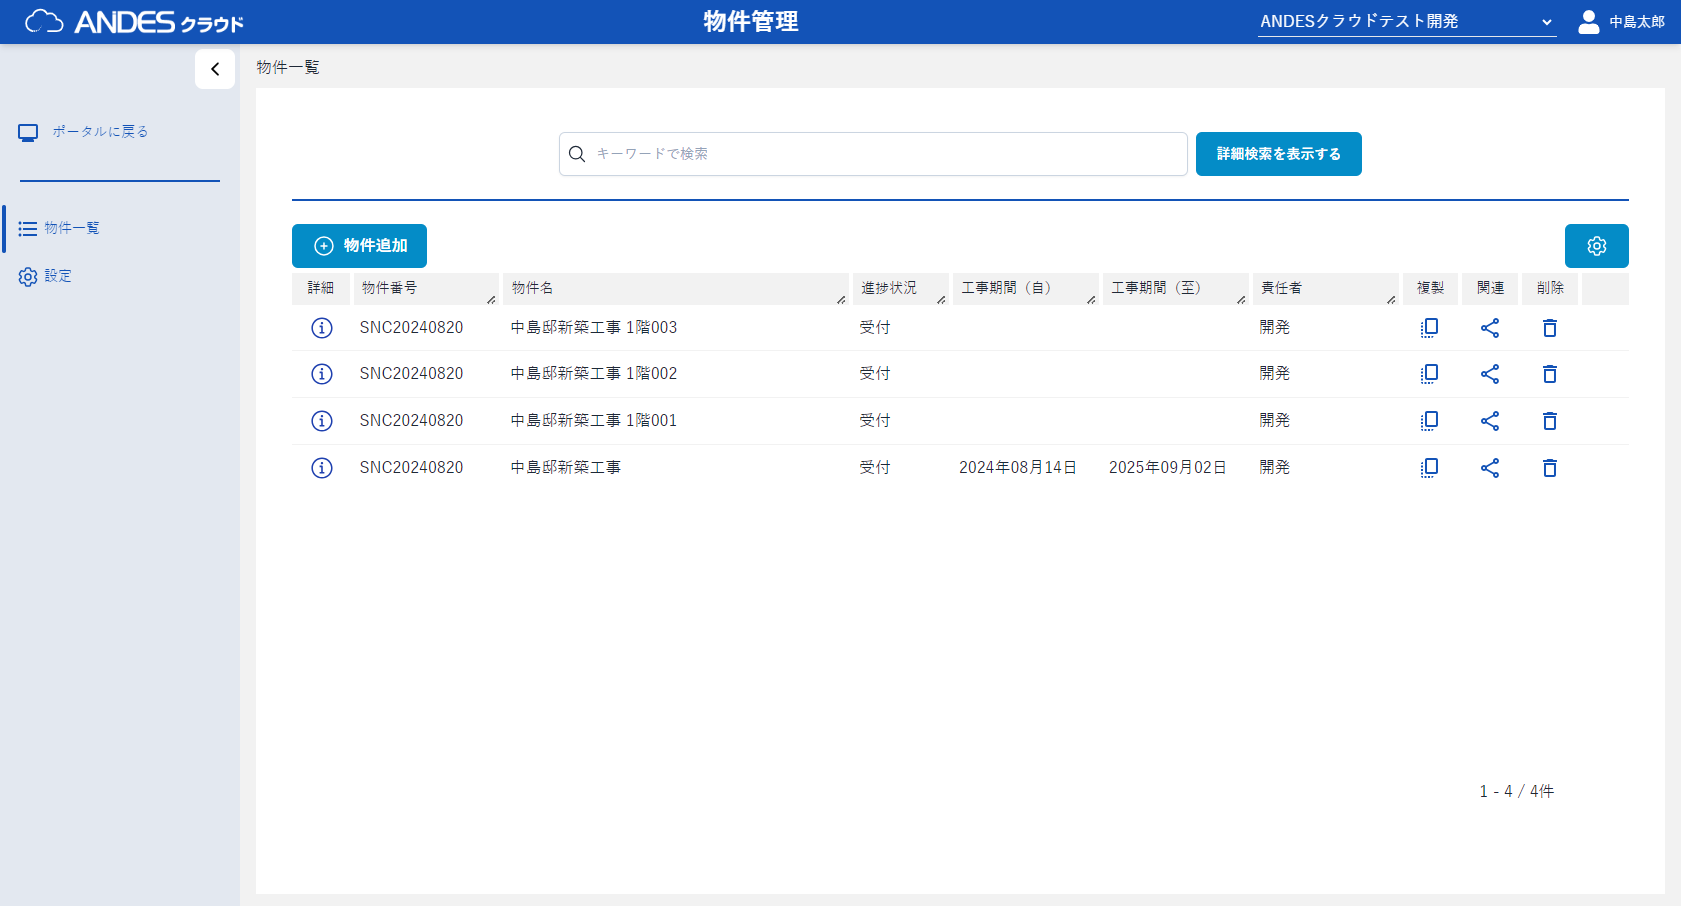 ANDES クラウド
物件管理
ANDESクラウドテスト開発
中島太郎
ポータルに戻る
物件一覧
設定
物件一覧
キーワードで検索
詳細検索を表示する
物件追加
詳細 物件番号 物件名 進捗状況 工事期間（自） 工事期間（至） 責任者 複製 関連 削除
SNC20240820 中島邸新築工事 1階003 受付 開発
SNC20240820 中島邸新築工事 1階002 受付 開発
SNC20240820 中島邸新築工事 1階001 受付 開発
SNC20240820 中島邸新築工事 受付 2024年08月14日 2025年09月02日 開発
1 - 4 / 4件